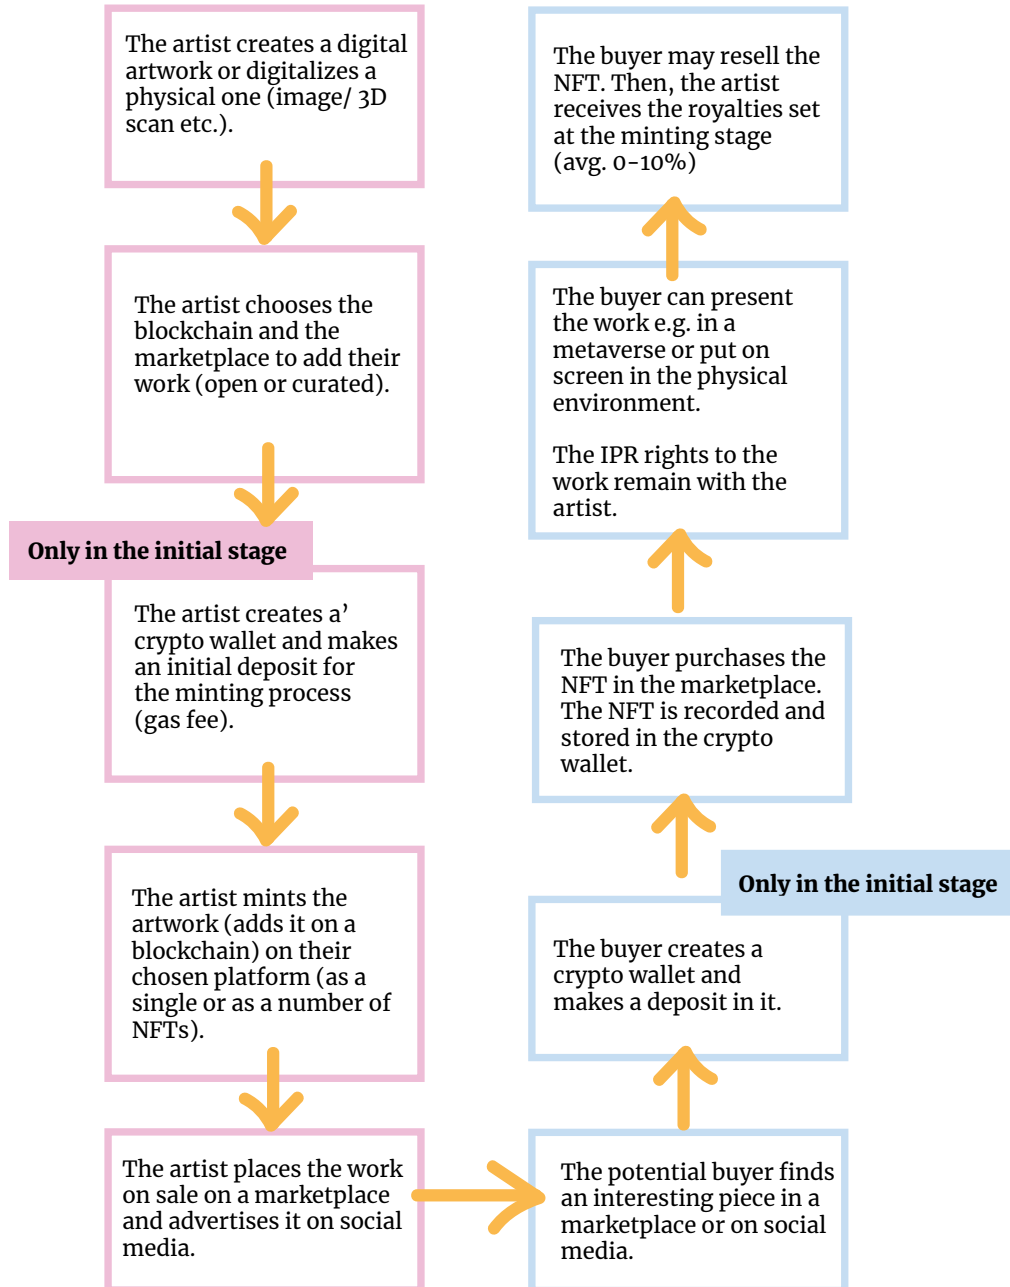 The artist creates a digital
artwork or digitalizes a
physical one (image/ 3D
scan etc.).
The artist chooses the
blockchain and the
marketplace to add their
work (open or curated).
Only in the initial stage
The artist creates a’
crypto wallet and makes
an initial deposit for
the minting process
(gas fee).
The artist mints the
artwork (adds it on a
blockchain) on their
chosen platform (as a
single or as a number of
NFTs).
The artist places the work
on sale on a marketplace
and advertises it on social
media.
The potential buyer finds
an interesting piece in a
marketplace or on social
media.
Only in the initial stage
The buyer creates a
crypto wallet and
makes a deposit in it.
The buyer purchases the
NFT in the marketplace.
The NFT is recorded and
stored in the crypto
wallet.
The buyer can present
the work e.g. in a
metaverse or put on
screen in the physical
environment.
The IPR rights to the
work remain with the
artist.
The buyer may resell the
NFT. Then, the artist
receives the royalties set
at the minting stage
(avg. 0-10%)